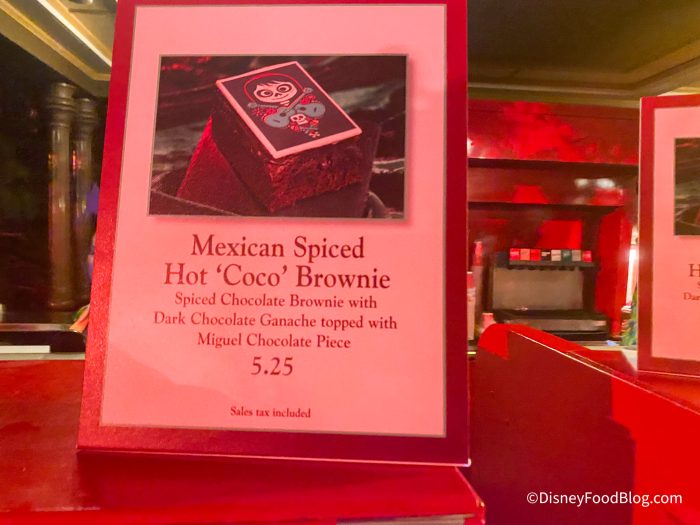 Mexican Spiced
Hot ‘Coco’ Brownie
Spiced Chocolate Brownie with
Dark Chocolate Ganache topped with
Miguel Chocolate Piece
5.25
Sales tax included
©DisneyFoodBlog.com